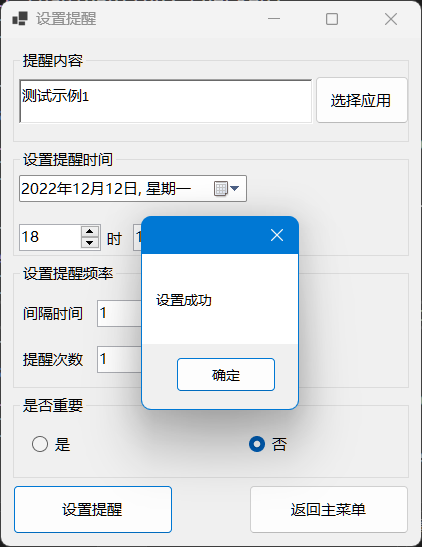 设置提醒
提醒内容
测试示例1
选择应用
设置提醒时间
2022年12月12日, 星期一
18 时
设置提醒频率
设置成功
间隔时间 1
提醒次数 1
确定
是否重要
是 否
设置提醒 返回主菜单